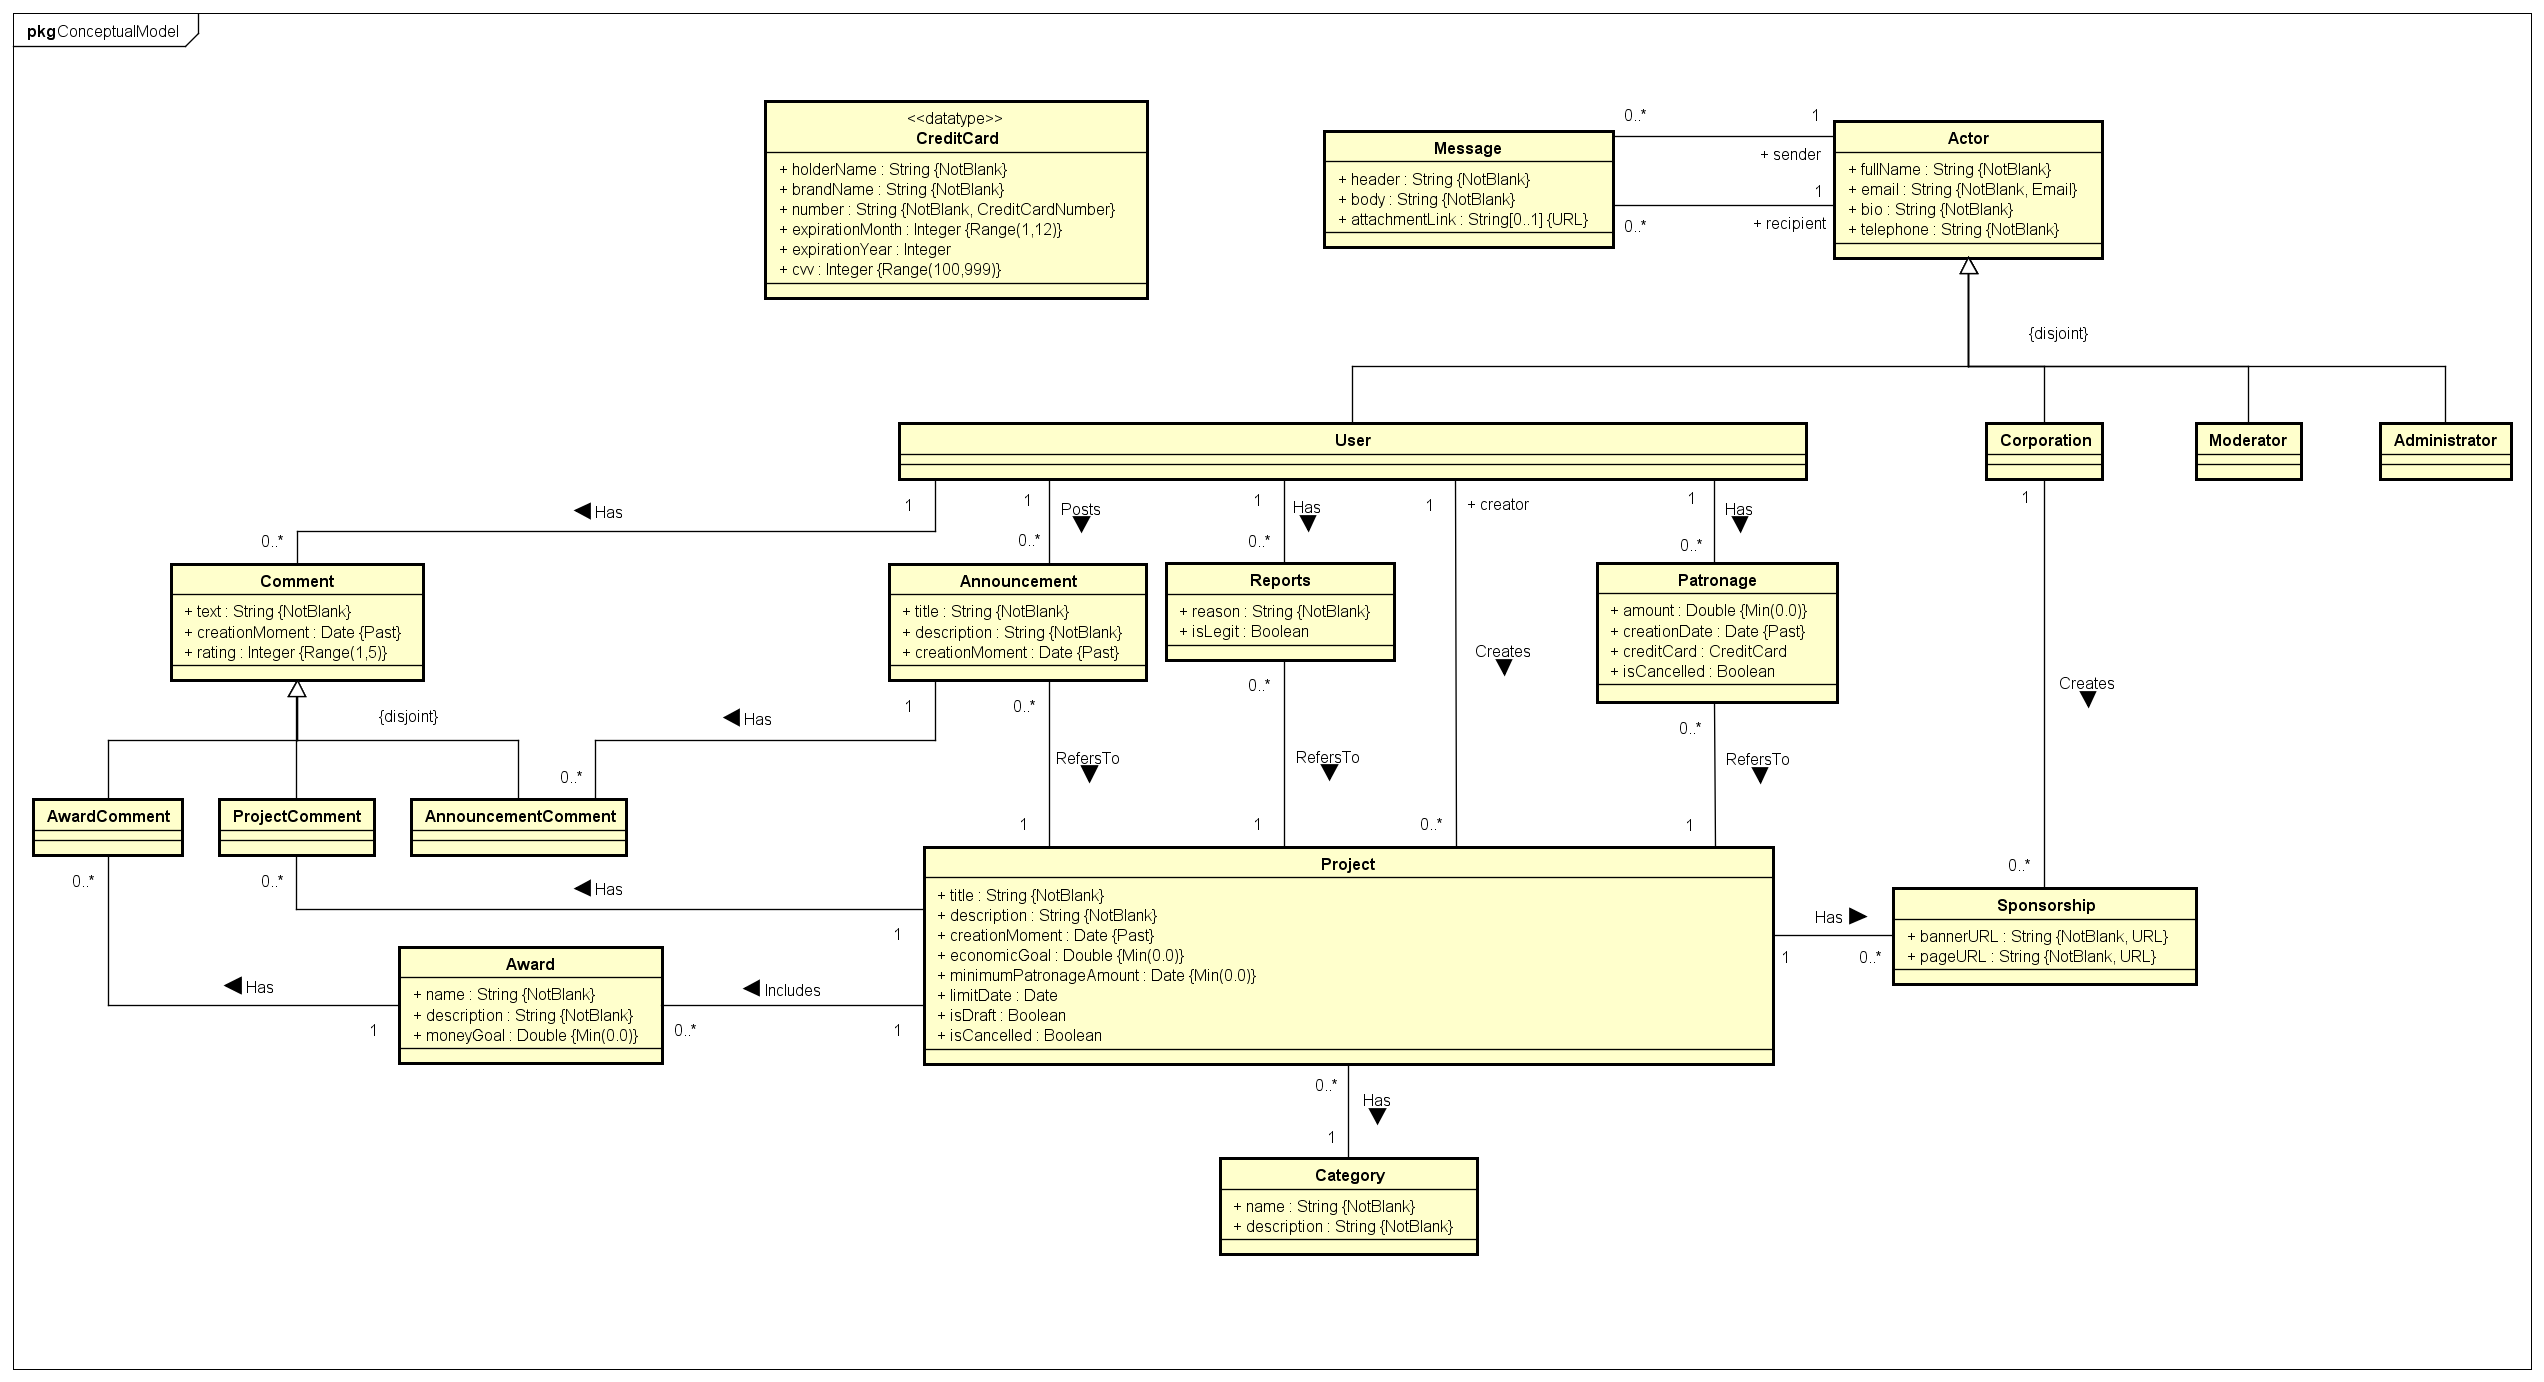 pkg ConceptualModel
<<datatype>>
CreditCard
+ holderName : String {NotBlank}
+ brandName : String {NotBlank}
+ number : String {NotBlank, CreditCardNumber}
+ expirationMonth : Integer {Range(1,12)}
+ expirationYear : Integer
+ cvv : Integer {Range(100,999)}
Message
+ header : String {NotBlank}
+ body : String {NotBlank}
+ attachmentLink : String[0..1] {URL}
0..*
1
+ sender
1
0..*
+ recipient
Actor
+ fullName : String {NotBlank}
+ email : String {NotBlank, Email}
+ bio : String {NotBlank}
+ telephone : String {NotBlank}
{disjoint}
User
Corporation
Moderator
Administrator
Has
1
0..*
1
Posts
0..*
1
Has
0..*
1
+ creator
1
Has
0..*
1
Comment
+ text : String {NotBlank}
+ creationMoment : Date {Past}
+ rating : Integer {Range(1,5)}
Announcement
+ title : String {NotBlank}
+ description : String {NotBlank}
+ creationMoment : Date {Past}
Reports
+ reason : String {NotBlank}
+ isLegit : Boolean
Creates
Patronage
+ amount : Double {Min(0.0)}
+ creationDate : Date {Past}
+ creditCard : CreditCard
+ isCancelled : Boolean
Creates
{disjoint}
Has
1
0..*
0..*
RefersTo
1
0..*
RefersTo
1
0..*
0..*
RefersTo
1
0..*
AwardComment
ProjectComment
AnnouncementComment
0..*
0..*
Has
1
Project
+ title : String {NotBlank}
+ description : String {NotBlank}
+ creationMoment : Date {Past}
+ economicGoal : Double {Min(0.0)}
+ minimumPatronageAmount : Date {Min(0.0)}
+ limitDate : Date
+ isDraft : Boolean
+ isCancelled : Boolean
Has
1
0..*
Sponsorship
+ bannerURL : String {NotBlank, URL}
+ pageURL : String {NotBlank, URL}
Has
1
Award
+ name : String {NotBlank}
+ description : String {NotBlank}
+ moneyGoal : Double {Min(0.0)}
Includes
0..*
1
0..*
Has
1
Category
+ name : String {NotBlank}
+ description : String {NotBlank}